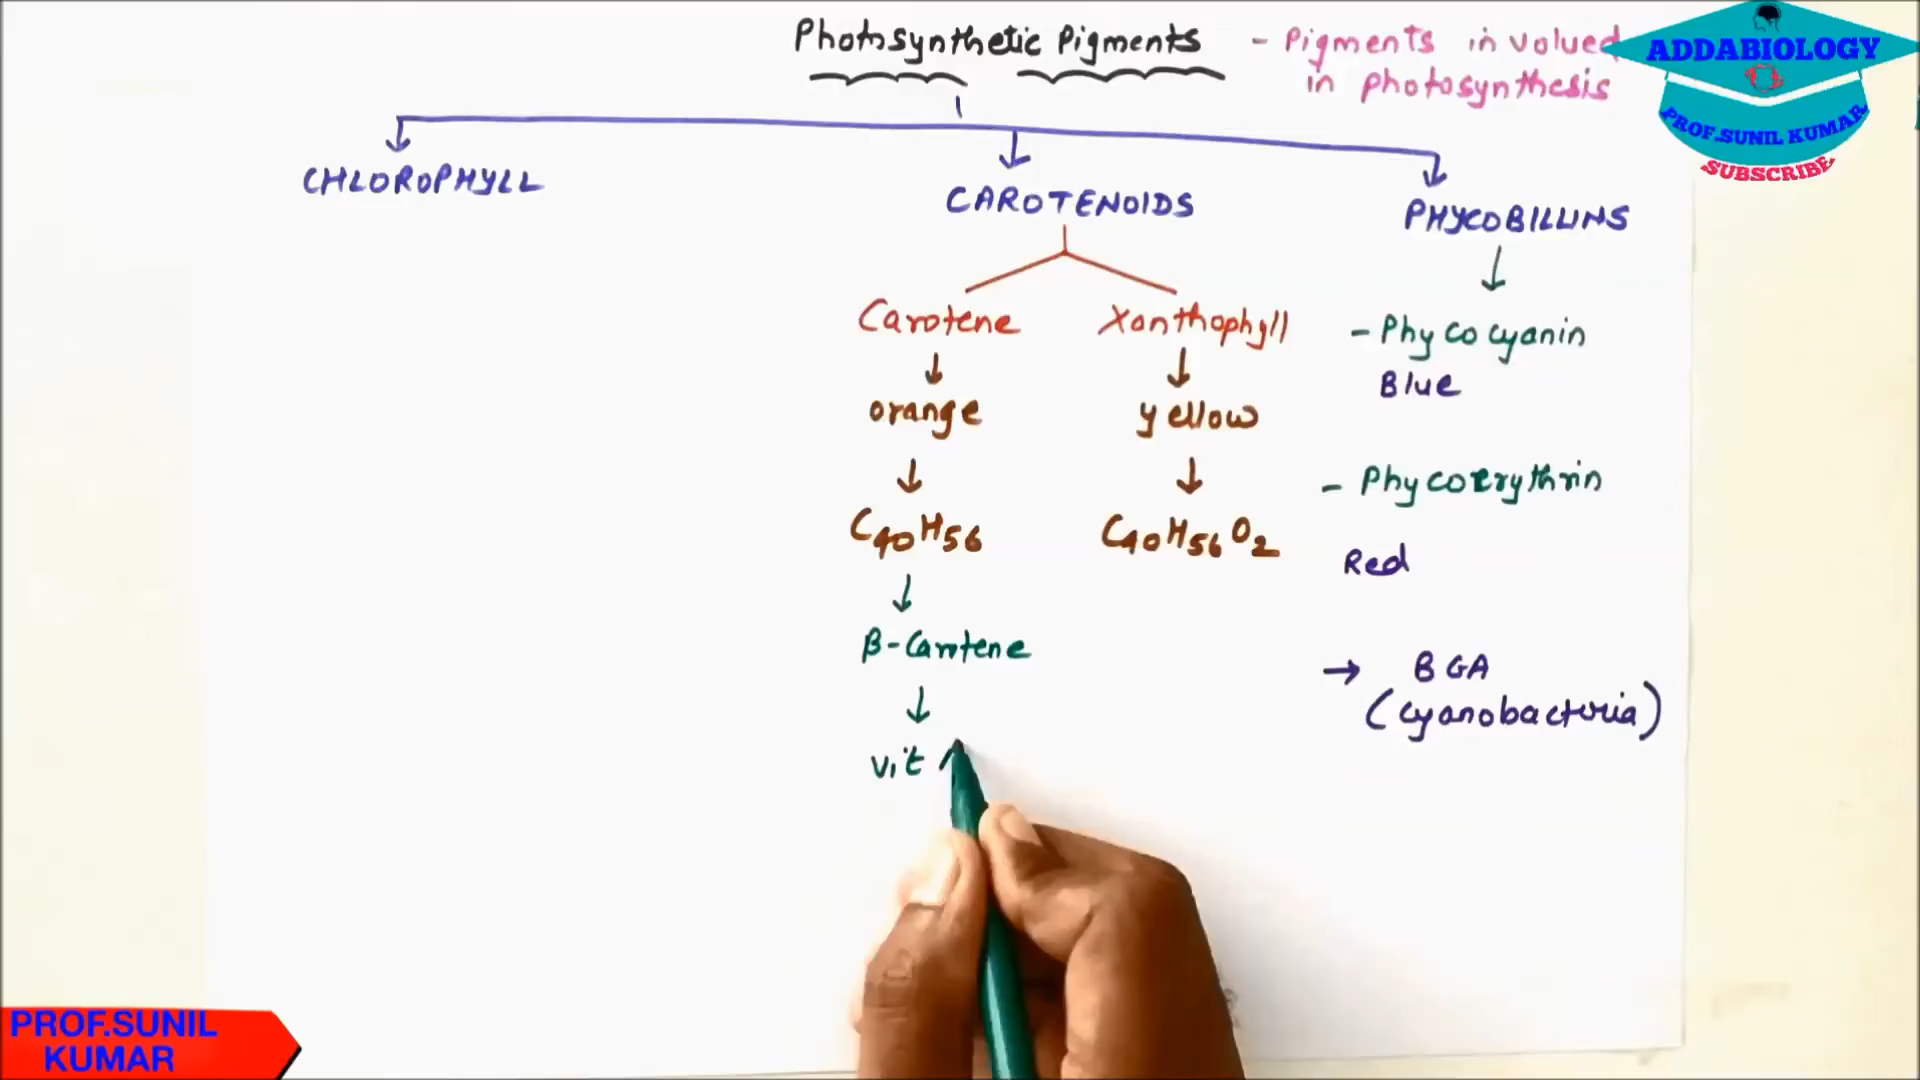 Photosynthetic Pigments - Pigments involued
in photosynthesis
ADDABIOLOGY
PROF.SUNIL KUMAR
SUBSCRIBE
CHLOROPHYLL
CAROTENOIDS
PHYCOBILLINS
Carotene
Xanthophyll
- Phycocyanin
Blue
orange
yellow
- Phycoerythrin
C40H56
C40H56O2
Red
β-Carotene
→ BGA
(Cyanobacteria)
vit
PROF.SUNIL
KUMAR